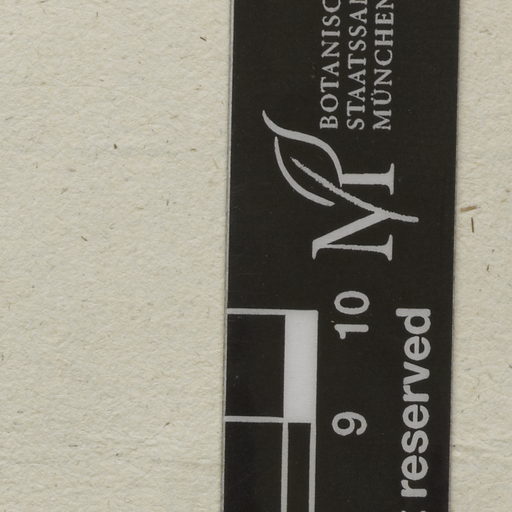 BOTANISC
STAATSSA
MÜNCHEN
M
9 10
reserved